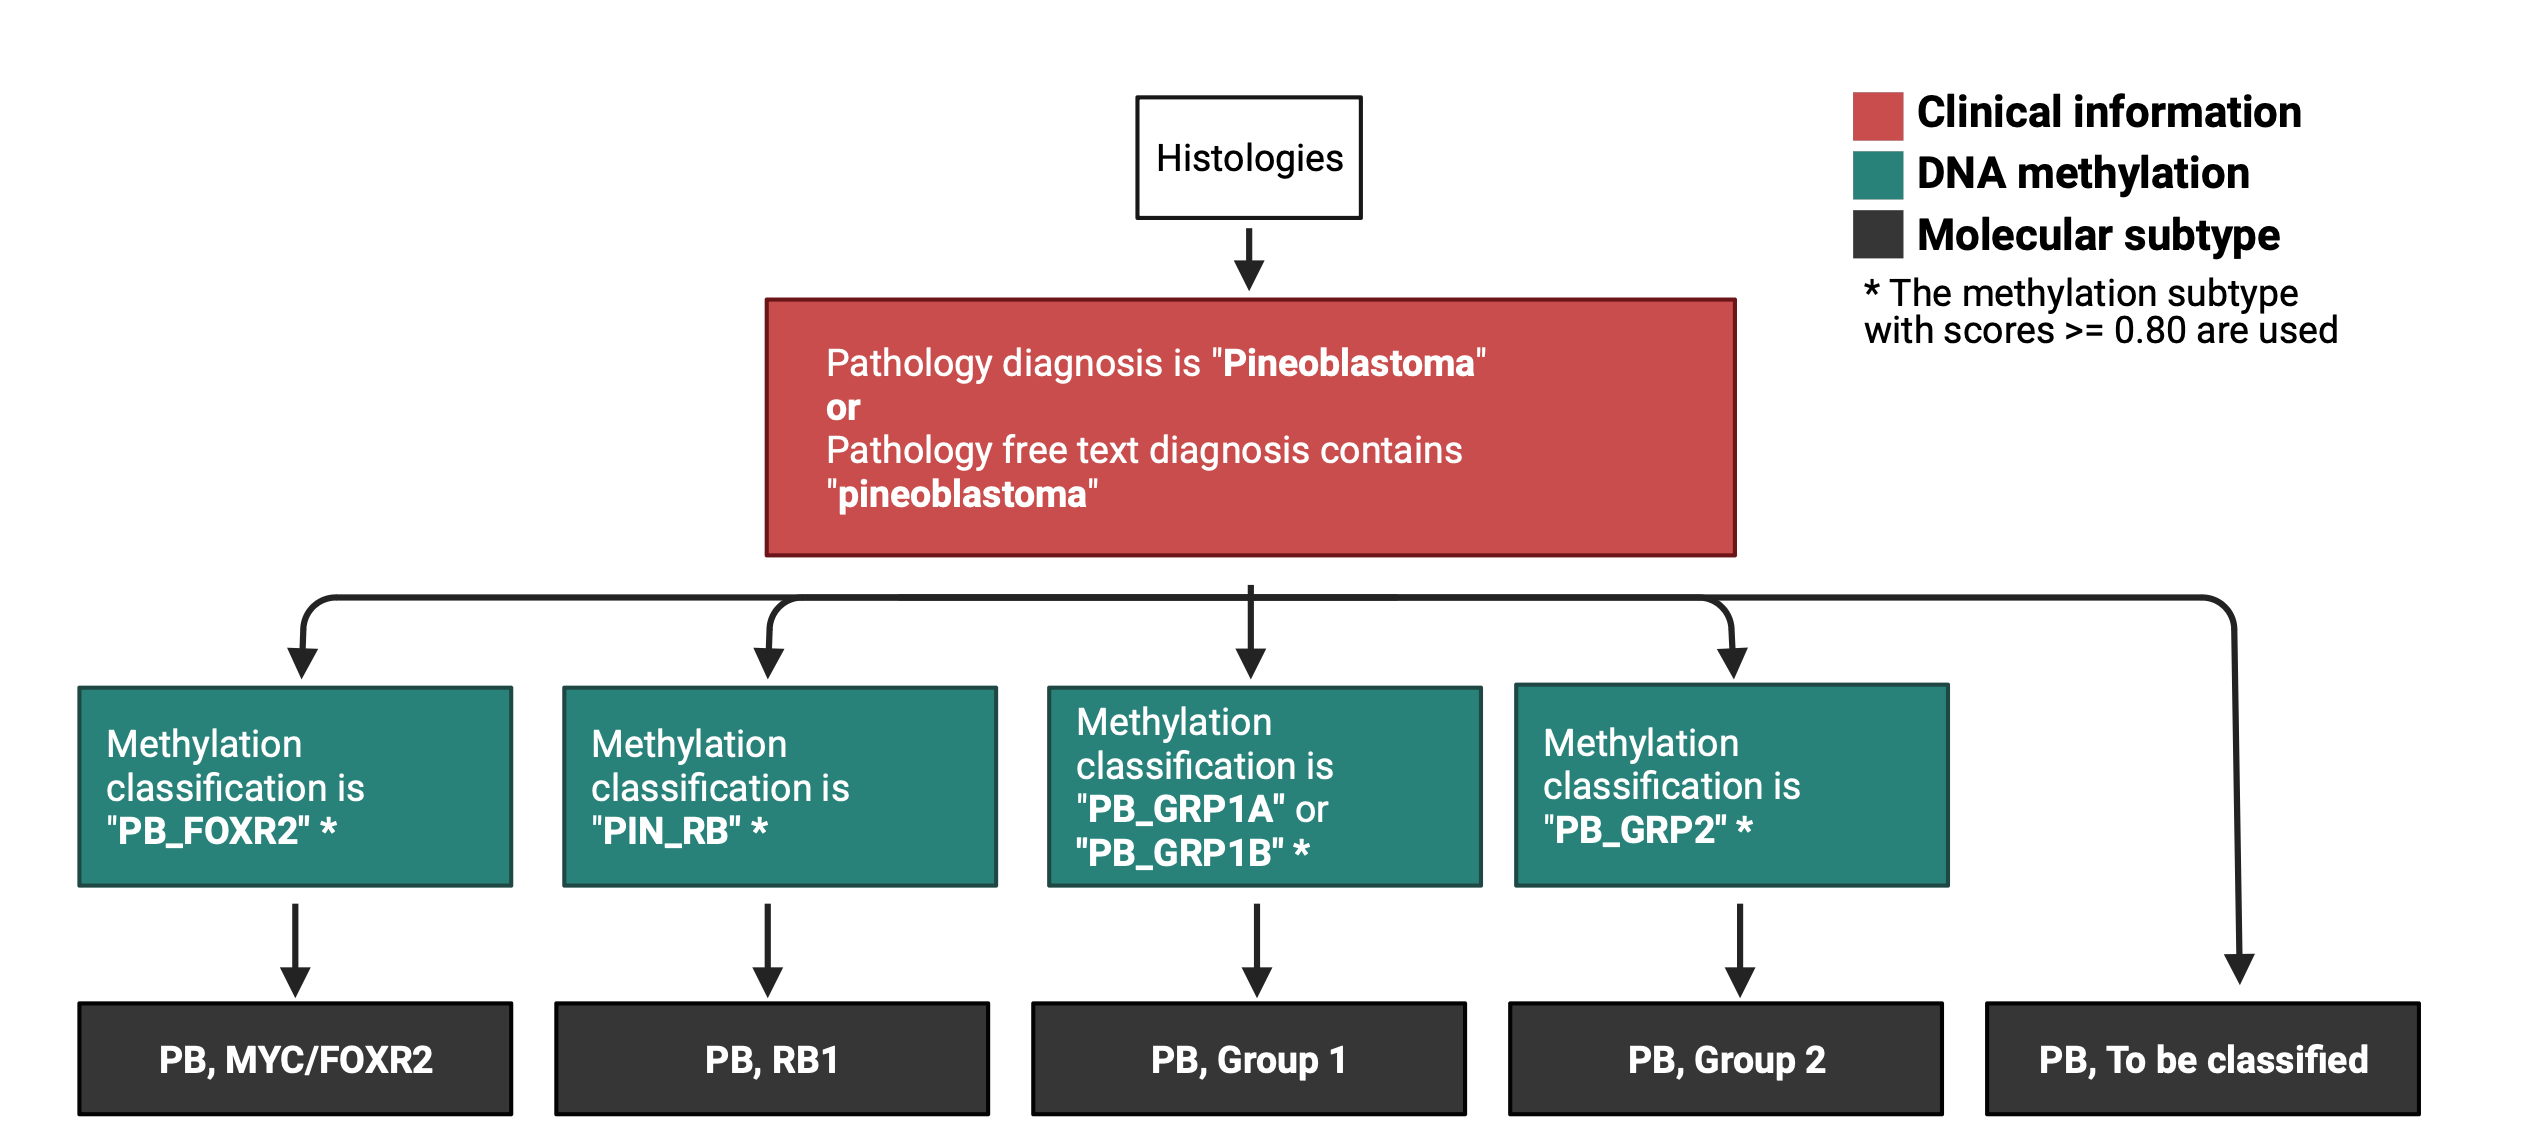 Histologies
Clinical information
DNA methylation
Molecular subtype
* The methylation subtype
with scores >= 0.80 are used
Pathology diagnosis is "Pineoblastoma"
or
Pathology free text diagnosis contains
"pineoblastoma"
Methylation
classification is
"PB_FOXR2" *
Methylation
classification is
"PIN_RB" *
Methylation
classification is
"PB_GRP1A" or
"PB_GRP1B" *
Methylation
classification is
"PB_GRP2" *
PB, MYC/FOXR2
PB, RB1
PB, Group 1
PB, Group 2
PB, To be classified